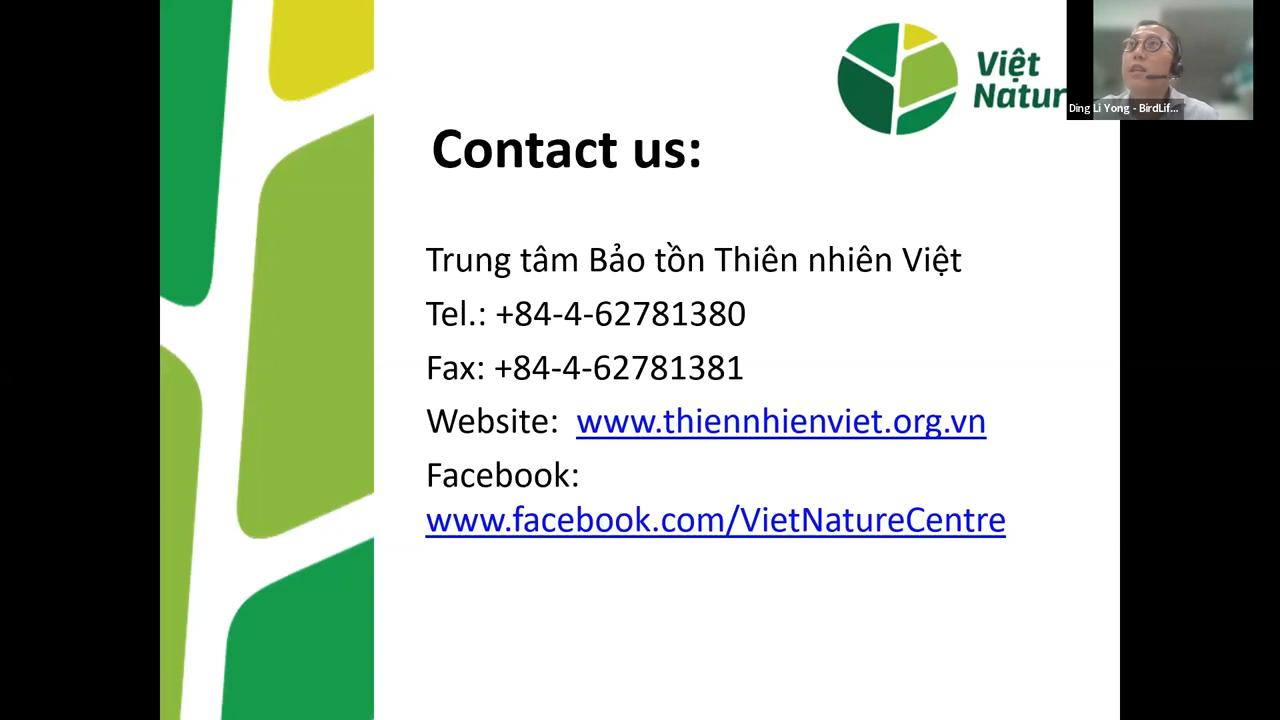 Việt
Natur
Ding Li Yong - BirdLif...
Contact us:
Trung tâm Bảo tồn Thiên nhiên Việt
Tel.: +84-4-62781380
Fax: +84-4-62781381
Website: www.thiennhienviet.org.vn
Facebook:
www.facebook.com/VietNatureCentre